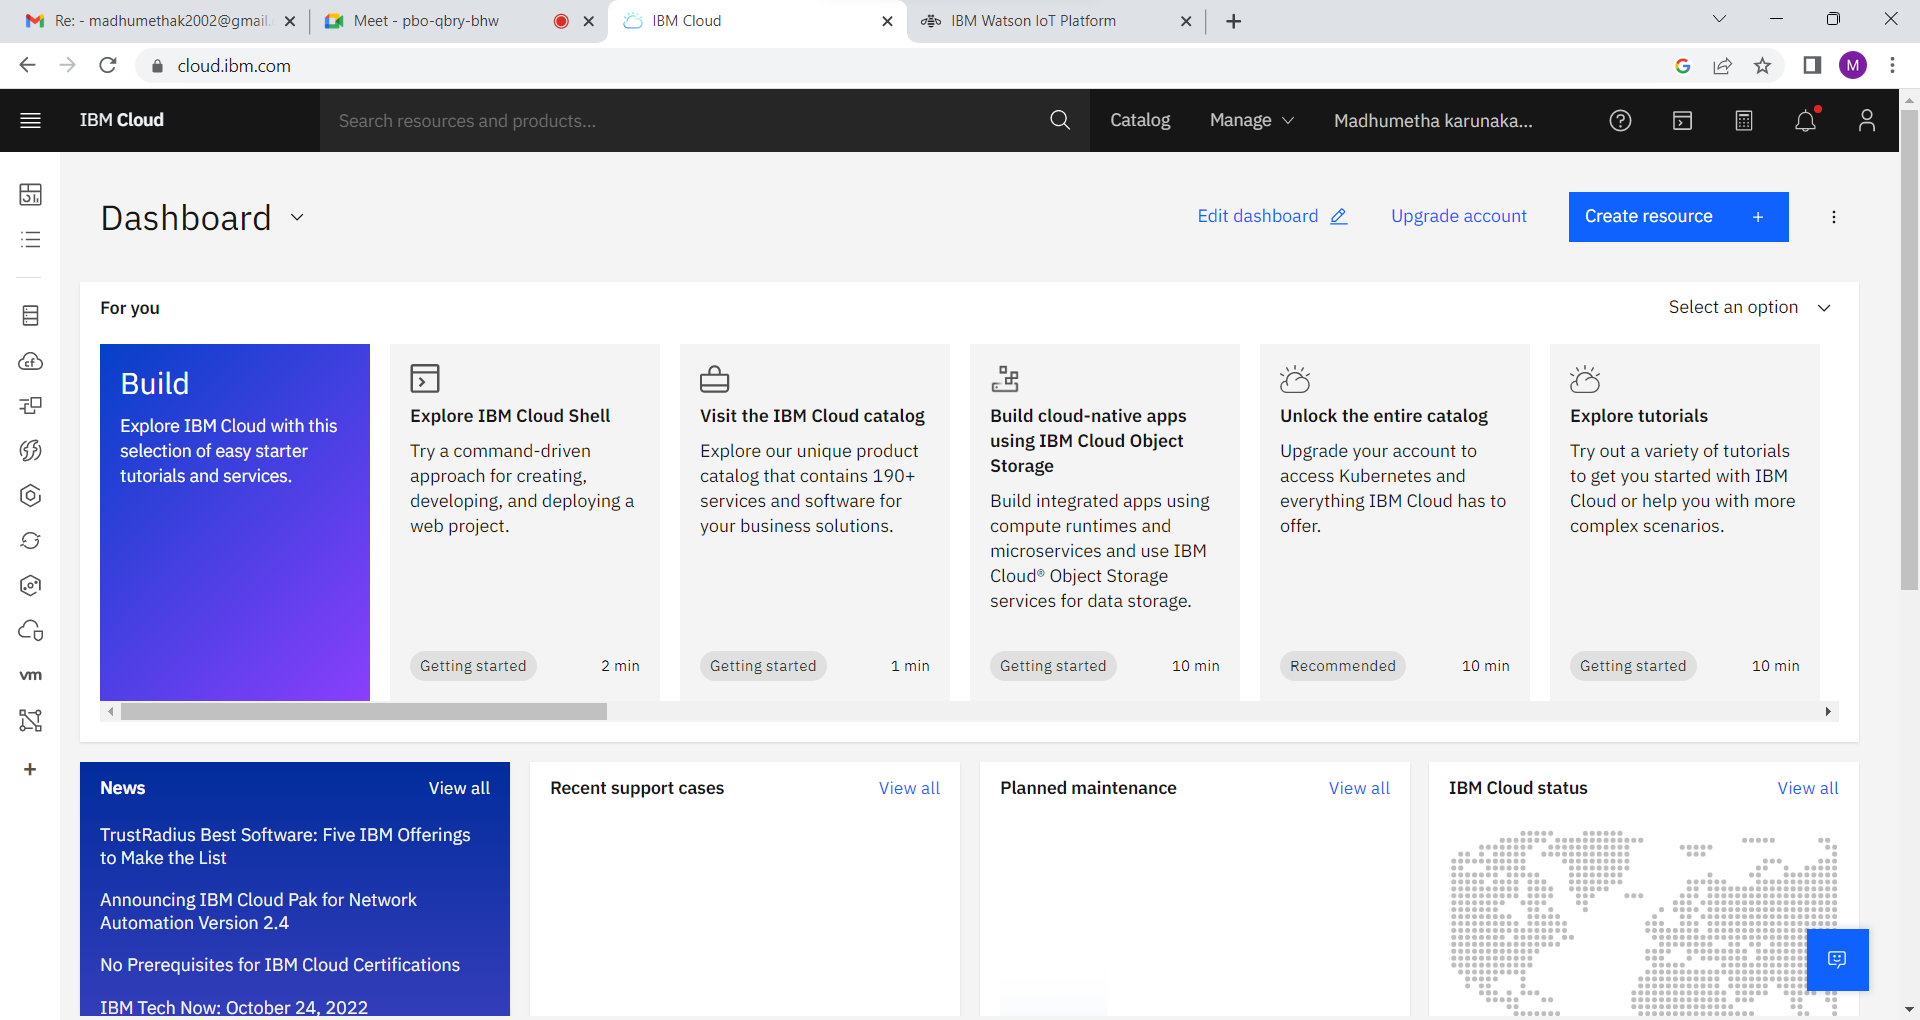 Re: - madhumethak2002@gmail.
Meet - pbo-qbry-bhw
IBM Cloud
IBM Watson IoT Platform
cloud.ibm.com
M
IBM Cloud
Search resources and products...
Catalog
Manage
Madhumetha karunaka...
Dashboard
Edit dashboard
Upgrade account
Create resource +
For you
Select an option
Build
Explore IBM Cloud with this
selection of easy starter
tutorials and services.
Explore IBM Cloud Shell
Try a command-driven
approach for creating,
developing, and deploying a
web project.
Getting started
2 min
Visit the IBM Cloud catalog
Explore our unique product
catalog that contains 190+
services and software for
your business solutions.
Getting started
1 min
Build cloud-native apps
using IBM Cloud Object
Storage
Build integrated apps using
compute runtimes and
microservices and use IBM
Cloud® Object Storage
services for data storage.
Getting started
10 min
Unlock the entire catalog
Upgrade your account to
access Kubernetes and
everything IBM Cloud has to
offer.
Recommended
10 min
Explore tutorials
Try out a variety of tutorials
to get you started with IBM
Cloud or help you with more
complex scenarios.
Getting started
10 min
cf
vm
News
View all
TrustRadius Best Software: Five IBM Offerings
to Make the List
Announcing IBM Cloud Pak for Network
Automation Version 2.4
No Prerequisites for IBM Cloud Certifications
IBM Tech Now: October 24, 2022
Recent support cases
View all
Planned maintenance
View all
IBM Cloud status
View all